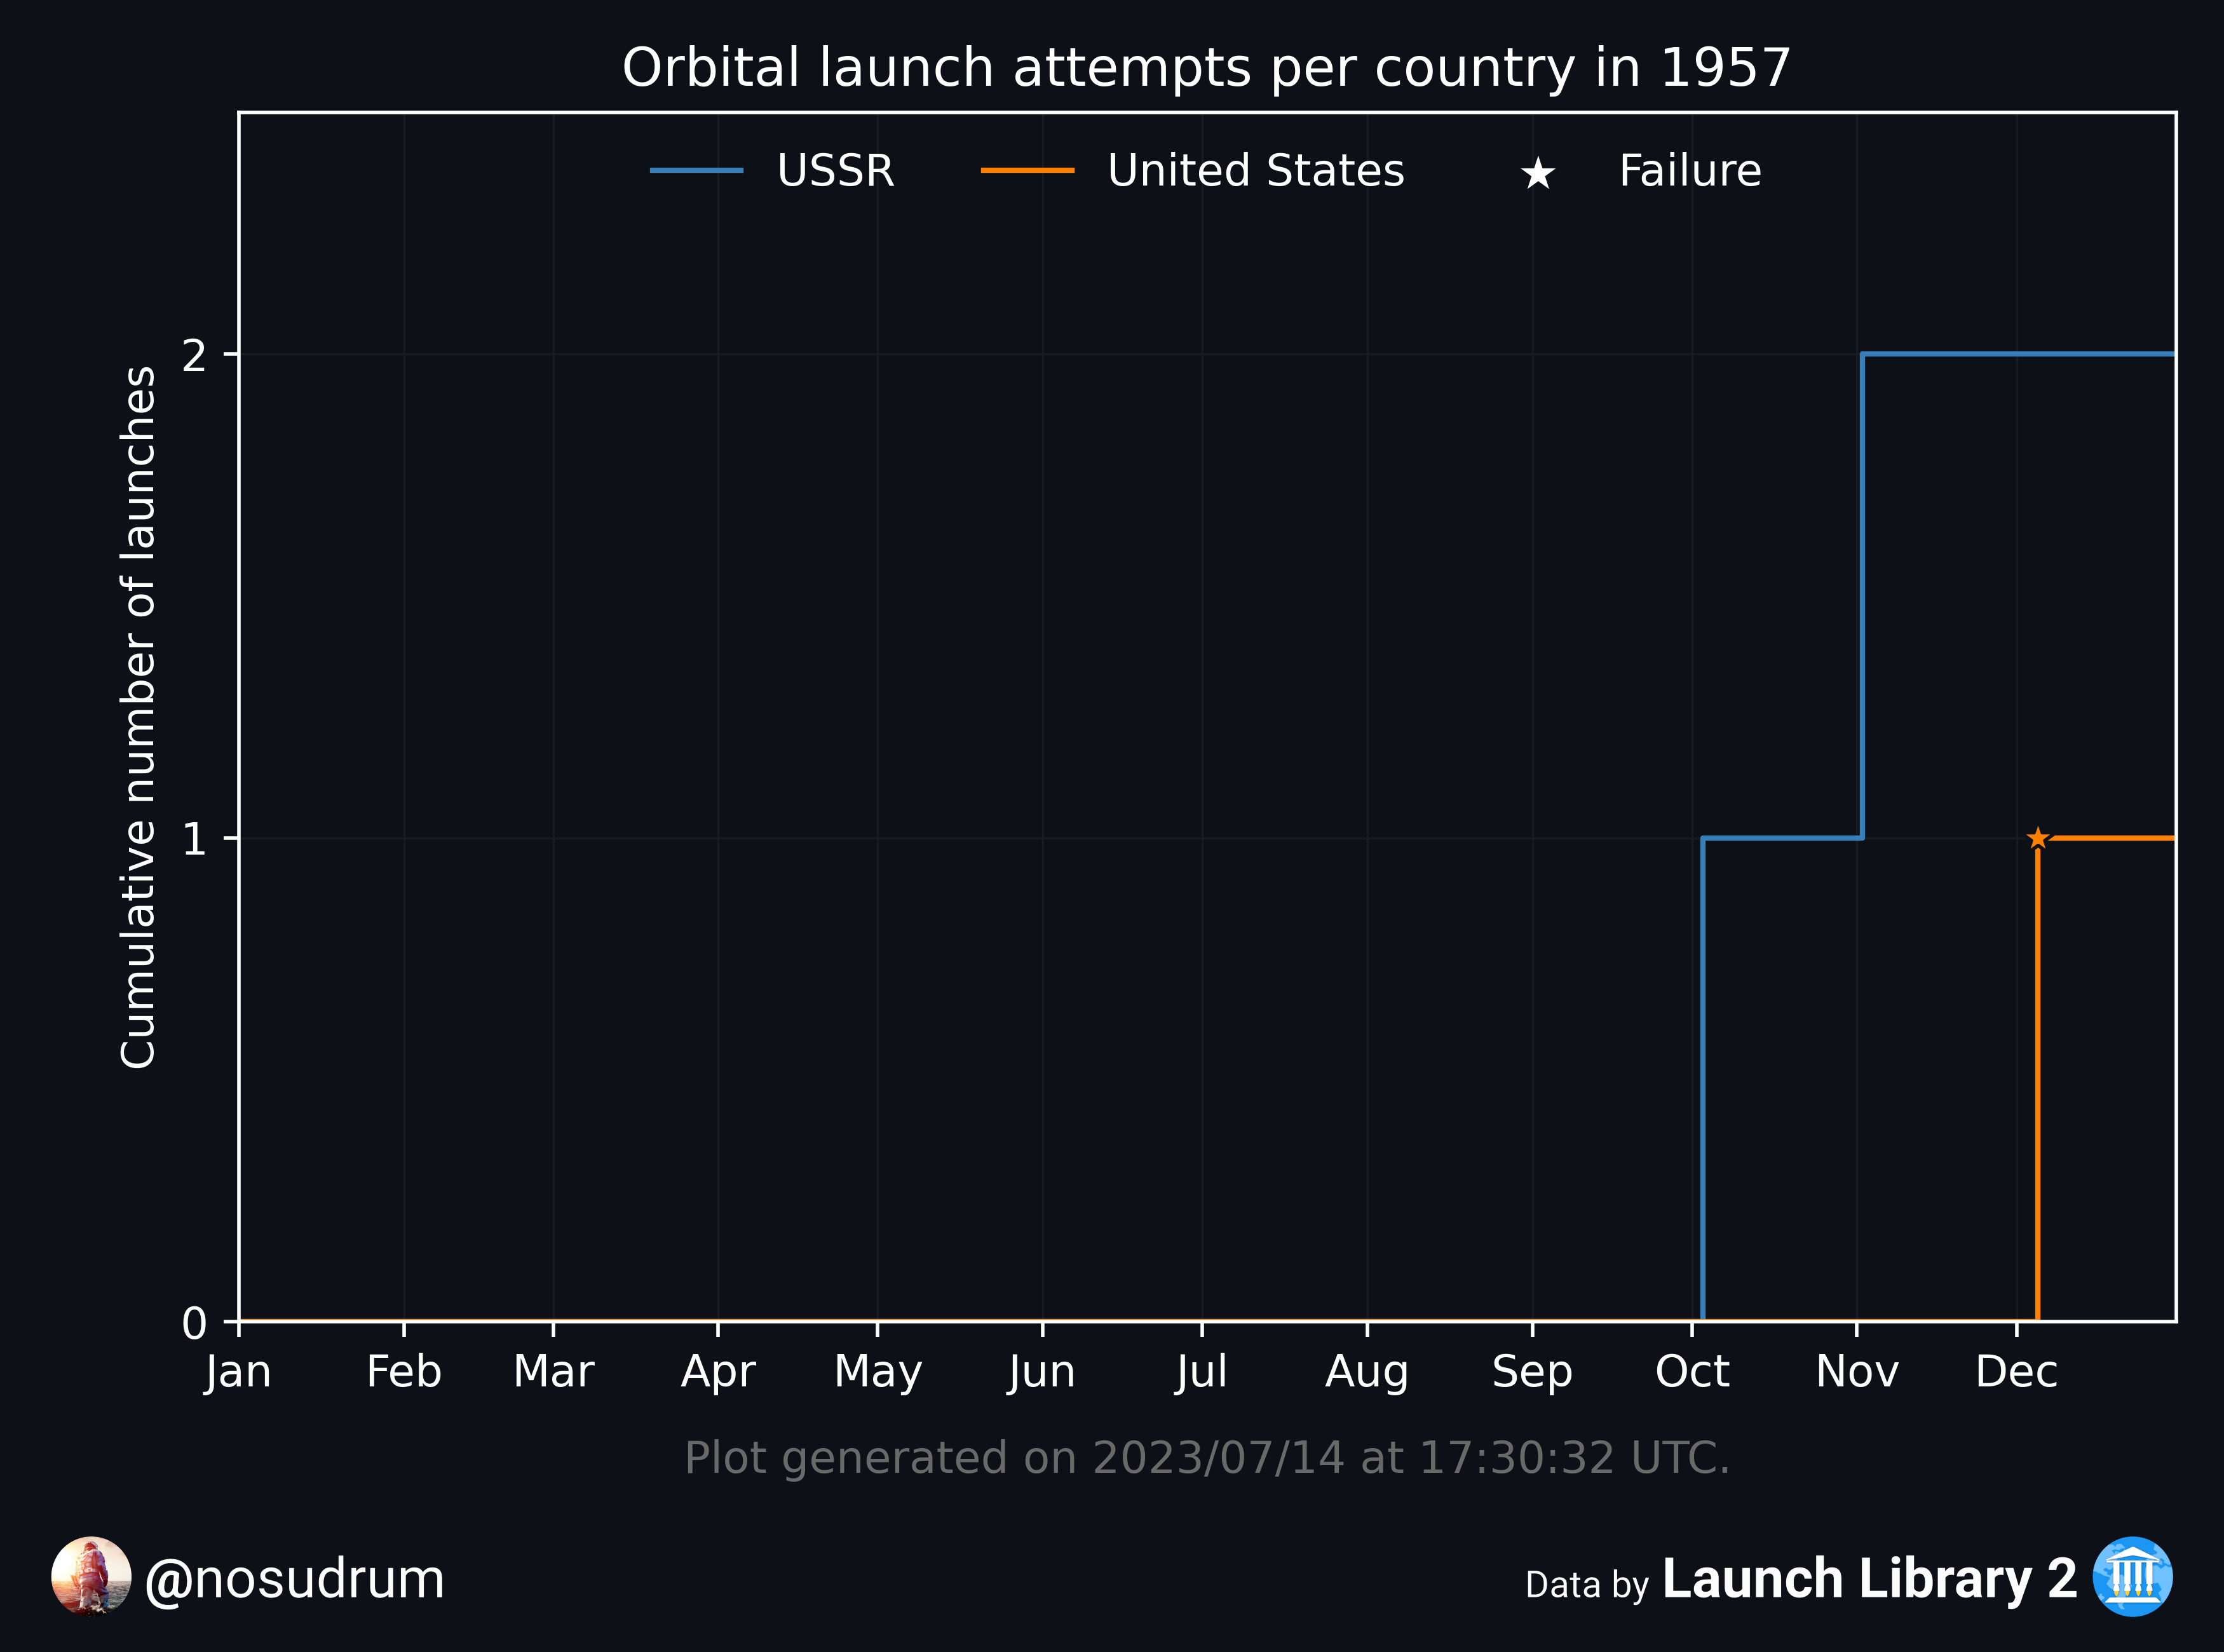 Orbital launch attempts per country in 1957
USSR United States Failure
Cumulative number of launches
2
1
0
Jan Feb Mar Apr May Jun Jul Aug Sep Oct Nov Dec
Plot generated on 2023/07/14 at 17:30:32 UTC.
@nosudrum
Data by Launch Library 2